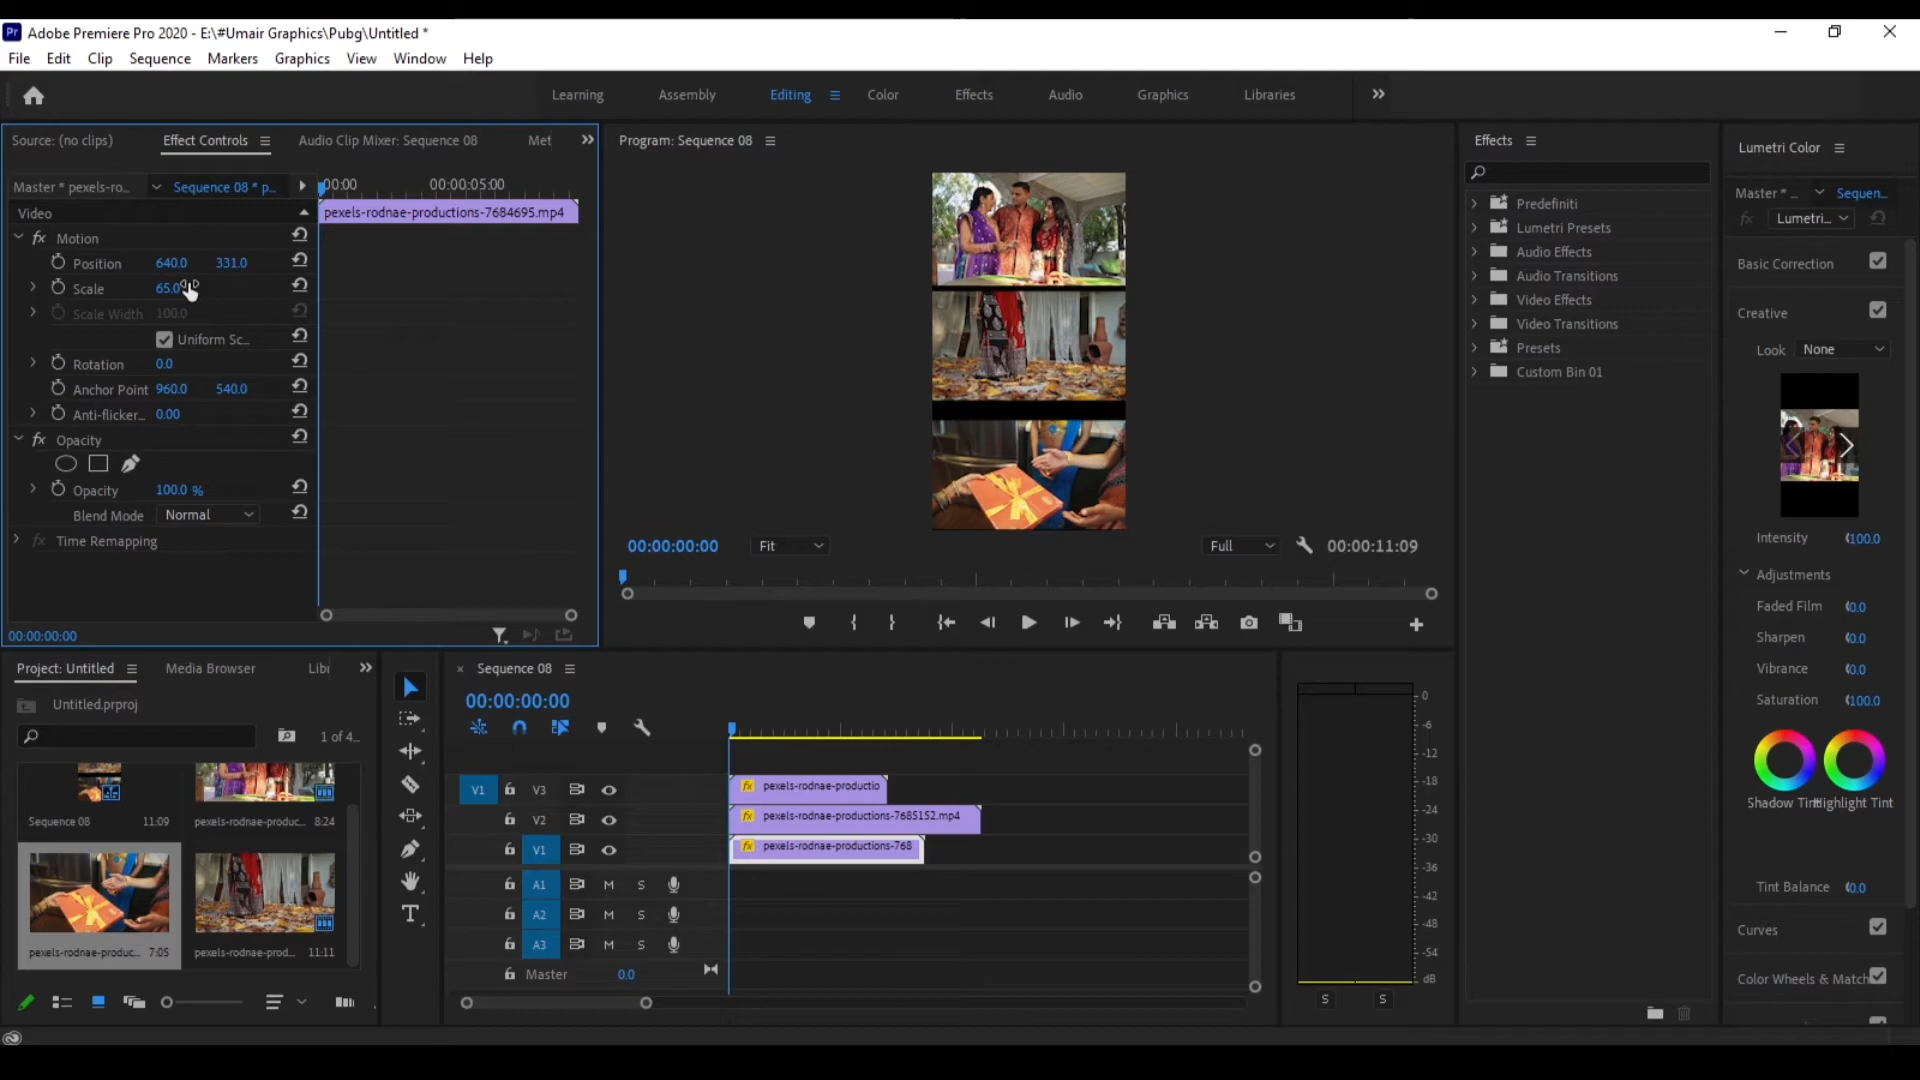 Pr Adobe Premiere Pro 2020 - E:\#Umair Graphics\Pubg\Untitled *
File Edit Clip Sequence Markers Graphics View Window Help
Learning Assembly Editing Color Effects Audio Graphics Libraries
Source: (no clips) Effect Controls Audio Clip Mixer: Sequence 08 Met
Master * pexels-ro... Sequence 08 * p...
:00:00 00:00:05:00
Video
pexels-rodnae-productions-7684695.mp4
fx Motion
Position 640.0 331.0
Scale 65.0
Scale Width 100.0
Uniform Sc...
Rotation 0.0
Anchor Point 960.0 540.0
Anti-flicker... 0.00
fx Opacity
Opacity 100.0 %
Blend Mode Normal
fx Time Remapping
00:00:00:00
Program: Sequence 08
00:00:00:00 Fit Full 00:00:11:09
Effects
Predefiniti
Lumetri Presets
Audio Effects
Audio Transitions
Video Effects
Video Transitions
Presets
Custom Bin 01
Lumetri Color
Master * ... Sequen...
fx Lumetri...
Basic Correction
Creative
Look None
Intensity 100.0
Adjustments
Faded Film 0.0
Sharpen 0.0
Vibrance 0.0
Saturation 100.0
Shadow Tint Highlight Tint
Tint Balance 0.0
Curves
Color Wheels & Match
Project: Untitled Media Browser Libr
Untitled.prproj
1 of 4...
Sequence 08 11:09
pexels-rodnae-produc... 8:24
pexels-rodnae-produc... 7:05
pexels-rodnae-prod... 11:11
× Sequence 08
00:00:00:00
V1 V3 fx pexels-rodnae-productio
V2 fx pexels-rodnae-productions-7685152.mp4
V1 fx pexels-rodnae-productions-768
A1 M S
A2 M S
A3 M S
Master 0.0
0
-6
-12
-18
-24
-30
-36
-42
-48
-54
dB
S S